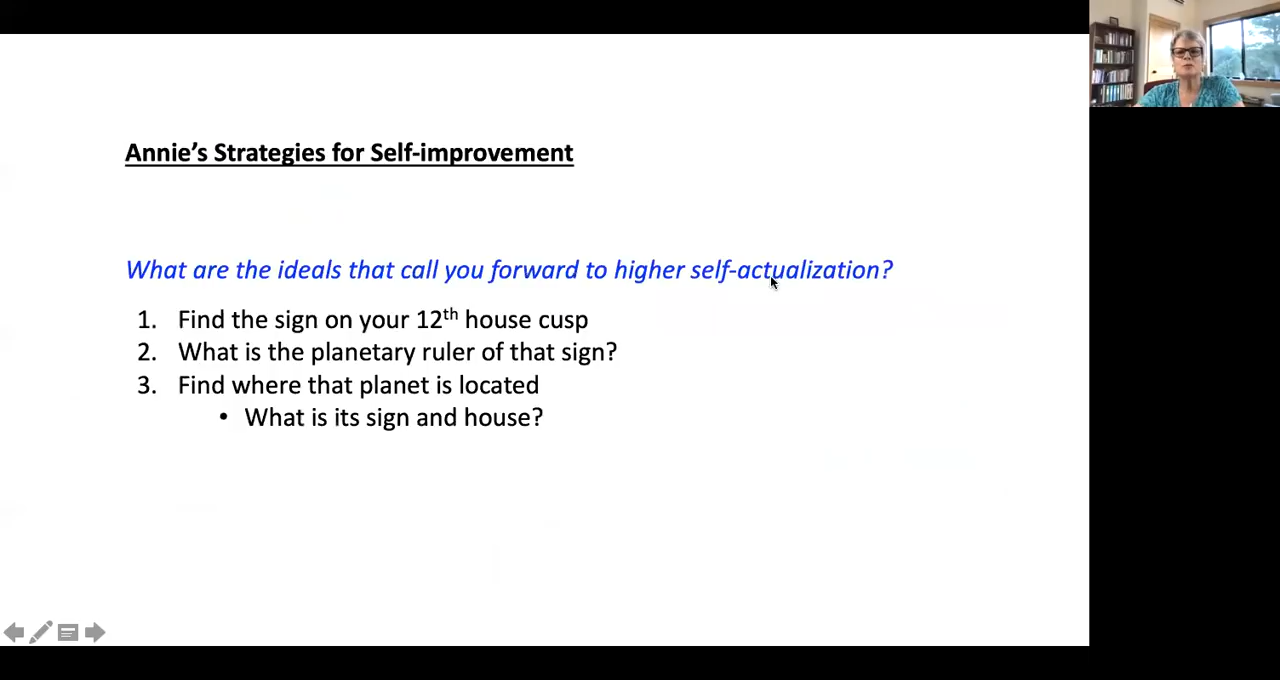 Annie’s Strategies for Self-improvement
What are the ideals that call you forward to higher self-actualization?
1. Find the sign on your 12th house cusp
2. What is the planetary ruler of that sign?
3. Find where that planet is located
• What is its sign and house?